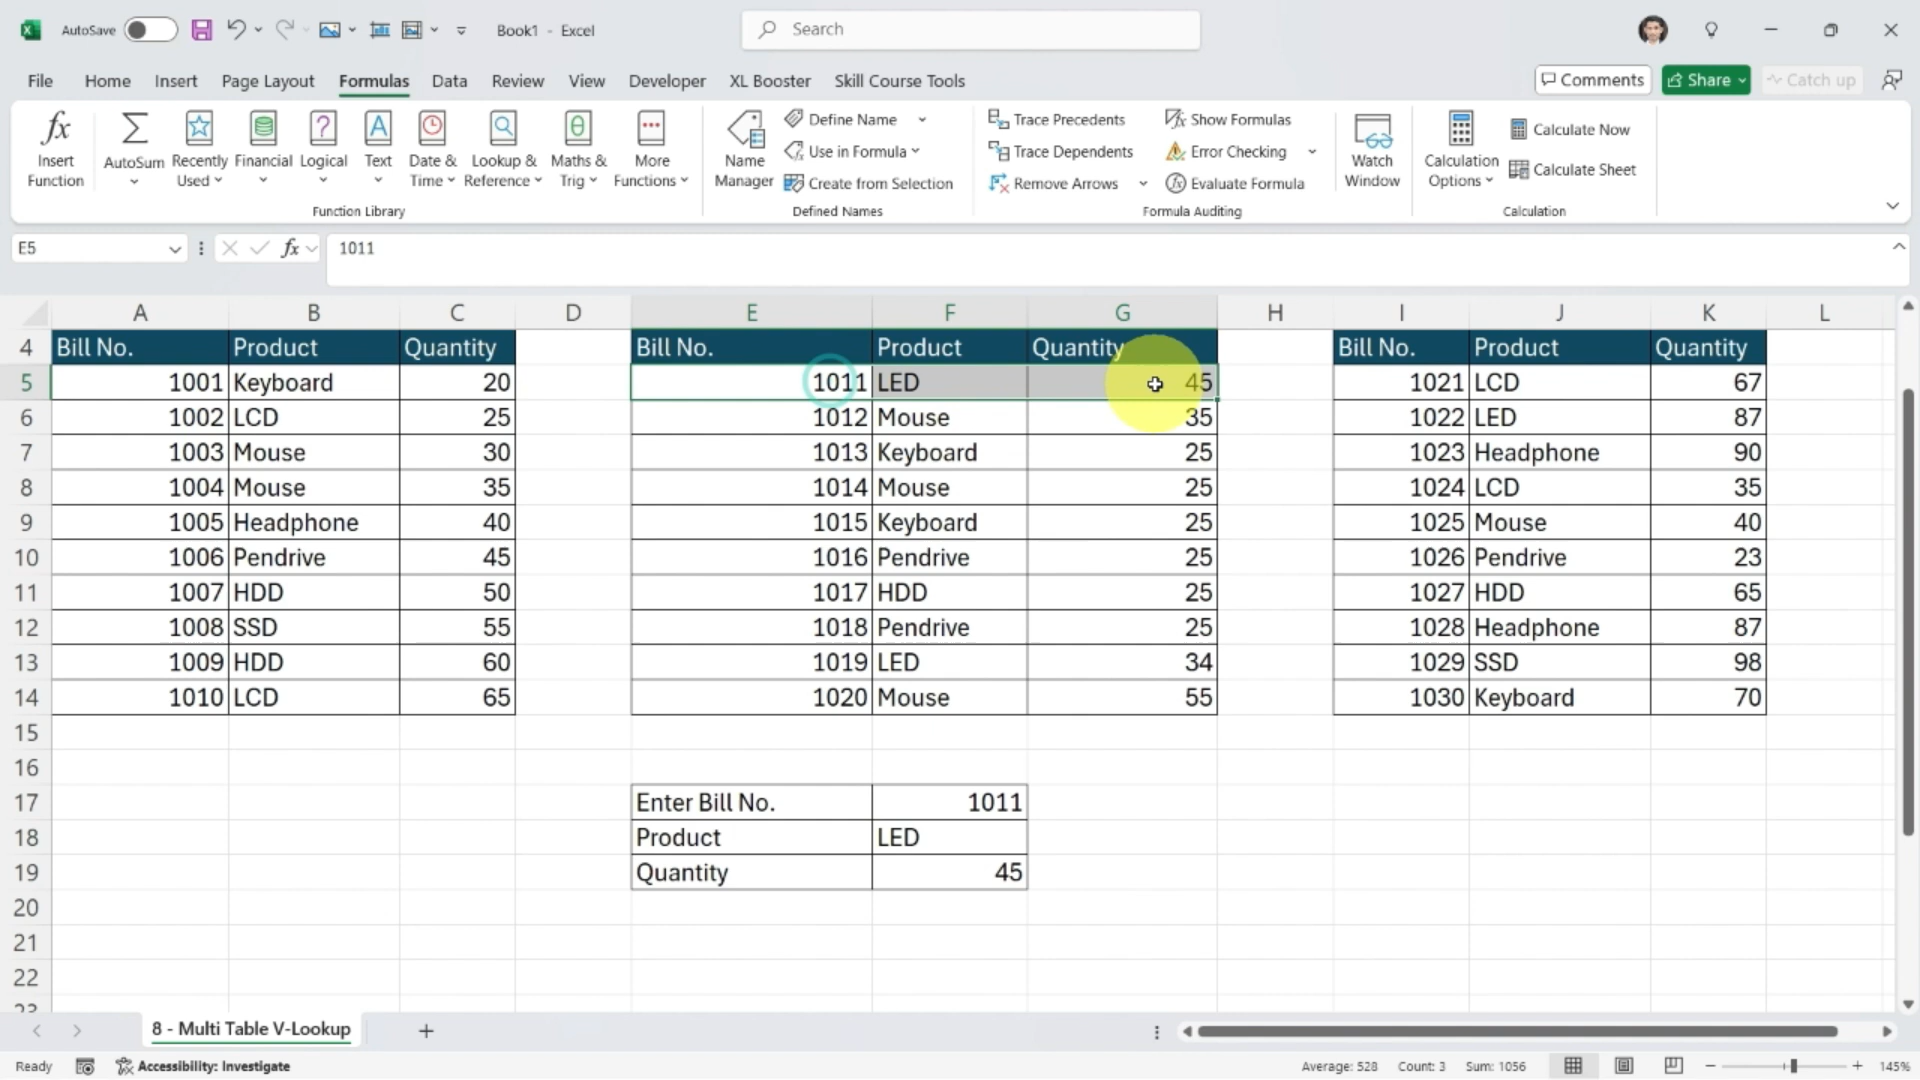 AutoSave Book1 - Excel Search
File Home Insert Page Layout Formulas Data Review View Developer XL Booster Skill Course Tools Comments Share Catch up
Insert Function
AutoSum
Recently Used
Financial
Logical
Text
Date & Time
Lookup & Reference
Maths & Trig
More Functions
Function Library
Name Manager
Define Name
Use in Formula
Create from Selection
Defined Names
Trace Precedents
Trace Dependents
Remove Arrows
Show Formulas
Error Checking
Evaluate Formula
Formula Auditing
Watch Window
Calculation Options
Calculate Now
Calculate Sheet
Calculation
E5 fx 1011
A B C D E F G H I J K L
4 Bill No. Product Quantity Bill No. Product Quantity Bill No. Product Quantity
5 1001 Keyboard 20 1011 LED 45 1021 LCD 67
6 1002 LCD 25 1012 Mouse 35 1022 LED 87
7 1003 Mouse 30 1013 Keyboard 25 1023 Headphone 90
8 1004 Mouse 35 1014 Mouse 25 1024 LCD 35
9 1005 Headphone 40 1015 Keyboard 25 1025 Mouse 40
10 1006 Pendrive 45 1016 Pendrive 25 1026 Pendrive 23
11 1007 HDD 50 1017 HDD 25 1027 HDD 65
12 1008 SSD 55 1018 Pendrive 25 1028 Headphone 87
13 1009 HDD 60 1019 LED 34 1029 SSD 98
14 1010 LCD 65 1020 Mouse 55 1030 Keyboard 70
15
16
17 Enter Bill No. 1011
18 Product LED
19 Quantity 45
20
21
22
23
8 - Multi Table V-Lookup
Ready Accessibility: Investigate Average: 528 Count: 3 Sum: 1056 145%